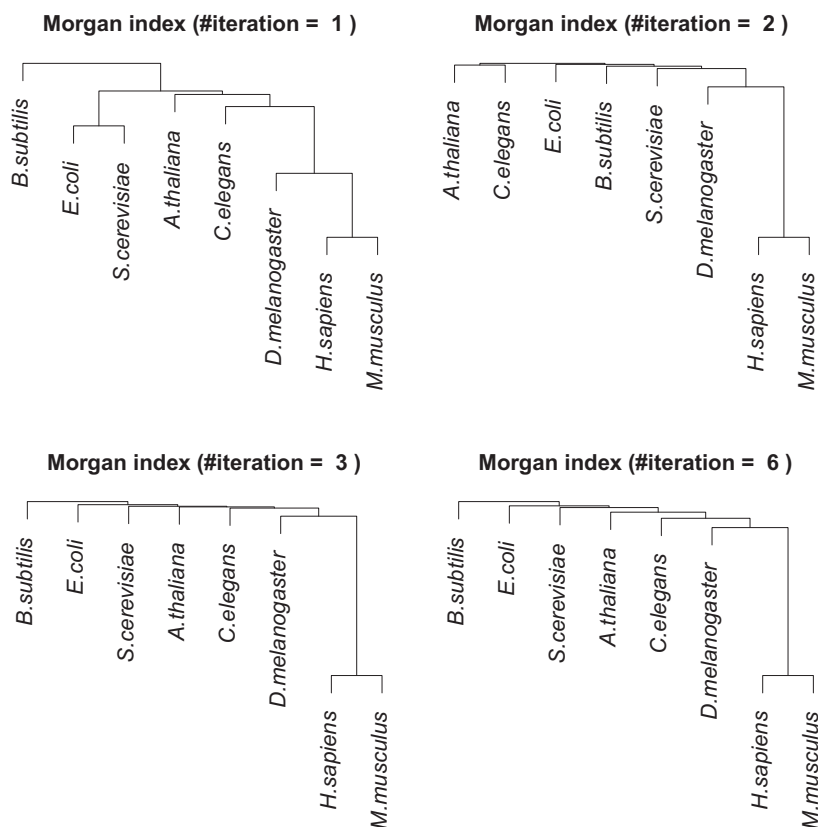 Morgan index (#iteration = 1 )
B.subtilis
E.coli
S.cerevisiae
A.thaliana
C.elegans
D.melanogaster
H.sapiens
M.musculus
Morgan index (#iteration = 2 )
A.thaliana
C.elegans
E.coli
B.subtilis
S.cerevisiae
D.melanogaster
H.sapiens
M.musculus
Morgan index (#iteration = 3 )
B.subtilis
E.coli
S.cerevisiae
A.thaliana
C.elegans
D.melanogaster
H.sapiens
M.musculus
Morgan index (#iteration = 6 )
B.subtilis
E.coli
S.cerevisiae
A.thaliana
C.elegans
D.melanogaster
H.sapiens
M.musculus